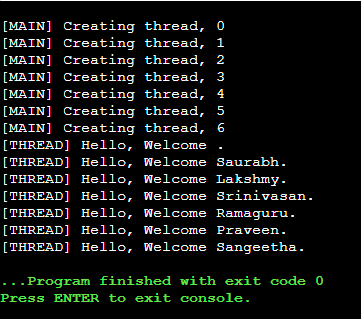 [MAIN] Creating thread, 0
[MAIN] Creating thread, 1
[MAIN] Creating thread, 2
[MAIN] Creating thread, 3
[MAIN] Creating thread, 4
[MAIN] Creating thread, 5
[MAIN] Creating thread, 6
[THREAD] Hello, Welcome .
[THREAD] Hello, Welcome Saurabh.
[THREAD] Hello, Welcome Lakshmy.
[THREAD] Hello, Welcome Srinivasan.
[THREAD] Hello, Welcome Ramaguru.
[THREAD] Hello, Welcome Praveen.
[THREAD] Hello, Welcome Sangeetha.
...Program finished with exit code 0
Press ENTER to exit console.